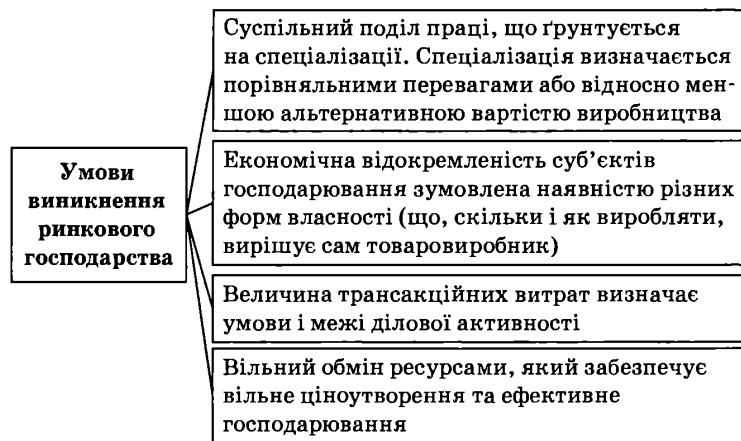 Умови
виникнення
ринкового
господарства
Суспільний поділ праці, що ґрунтується
на спеціалізації. Спеціалізація визначається
порівняльними перевагами або відносно мен-
шою альтернативною вартістю виробництва
Економічна відокремленість суб’єктів
господарювання зумовлена наявністю різних
форм власності (що, скільки і як виробляти,
вирішує сам товаровиробник)
Величина трансакційних витрат визначає
умови і межі ділової активності
Вільний обмін ресурсами, який забезпечує
вільне ціноутворення та ефективне
господарювання